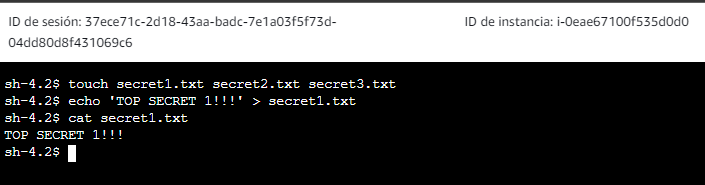 ID de sesión: 37ece71c-2d18-43aa-badc-7e1a03f5f73d-
04dd80d8f431069c6
ID de instancia: i-0eae67100f535d0d0
sh-4.2$ touch secret1.txt secret2.txt secret3.txt
sh-4.2$ echo 'TOP SECRET 1!!!' > secret1.txt
sh-4.2$ cat secret1.txt
TOP SECRET 1!!!
sh-4.2$